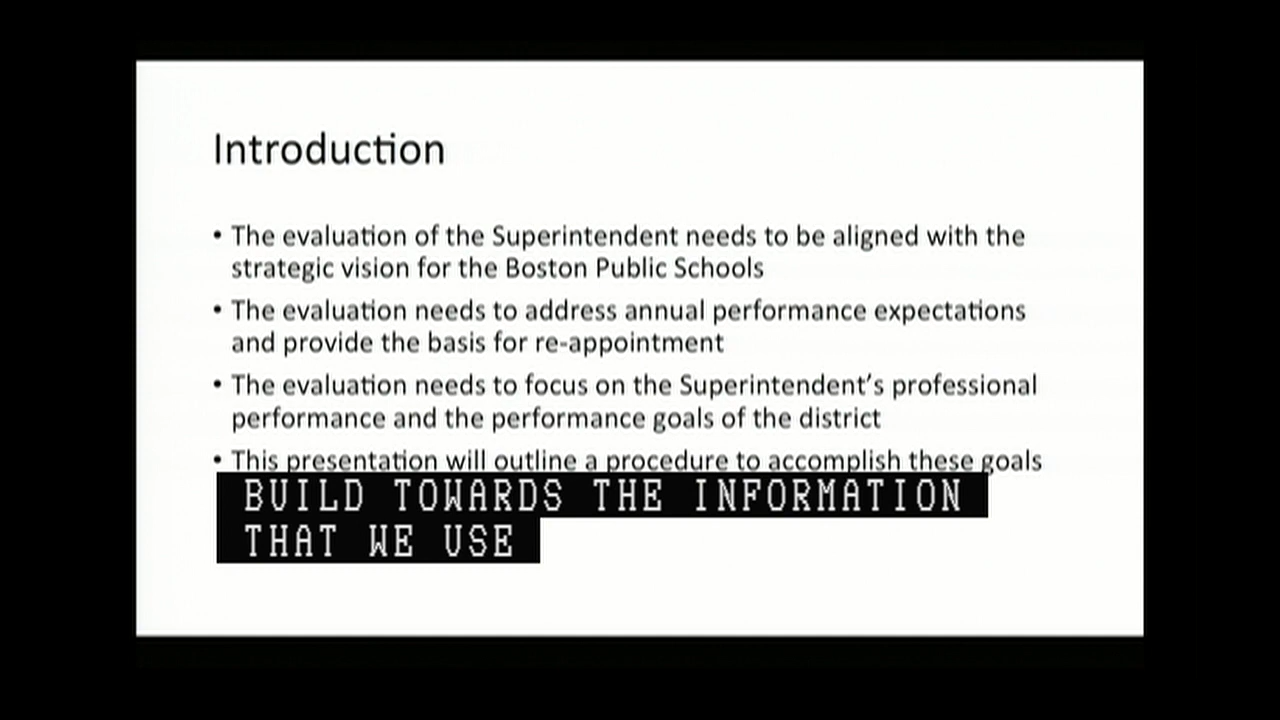 Introduction
• The evaluation of the Superintendent needs to be aligned with the
strategic vision for the Boston Public Schools
• The evaluation needs to address annual performance expectations
and provide the basis for re-appointment
• The evaluation needs to focus on the Superintendent’s professional
performance and the performance goals of the district
• This presentation will outline a procedure to accomplish these goals
BUILD TOWARDS THE INFORMATION
THAT WE USE